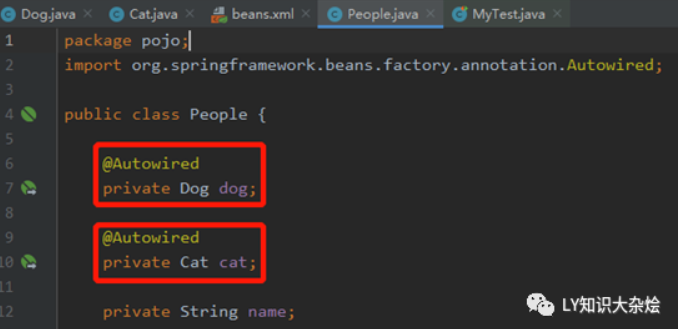 Dog.java × Cat.java × beans.xml × People.java × MyTest.java ×
1 package pojo;
2 import org.springframework.beans.factory.annotation.Autowired;
3
4 public class People {
5
6 @Autowired
7 private Dog dog;
8
9 @Autowired
10 private Cat cat;
11
12 private String name;
LY知识大杂烩